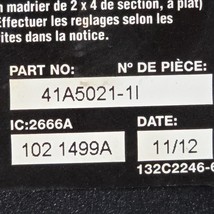 n madrier de 2 x 4 de section, à plat)
Effectuer les reglages selon les
ites dans la notice.
PART NO: Nº DE PIÈCE:
41A5021-1I
IC:2666A DATE:
102 1499A 11/12
132C2246-6